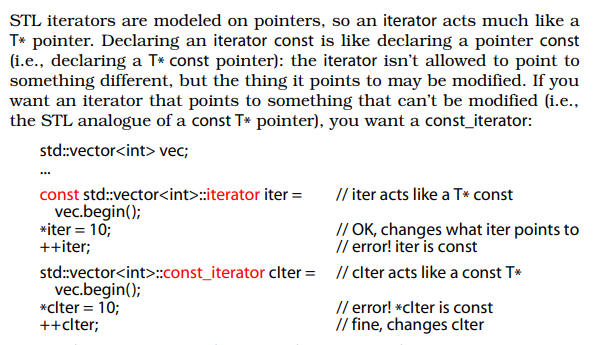 STL iterators are modeled on pointers, so an iterator acts much like a
T* pointer. Declaring an iterator const is like declaring a pointer const
(i.e., declaring a T* const pointer): the iterator isn't allowed to point to
something different, but the thing it points to may be modified. If you
want an iterator that points to something that can't be modified (i.e.,
the STL analogue of a const T* pointer), you want a const_iterator:
std::vector<int> vec;
...
const std::vector<int>::iterator iter = // iter acts like a T* const
vec.begin();
*iter = 10; // OK, changes what iter points to
++iter; // error! iter is const
std::vector<int>::const_iterator cIter = // cIter acts like a const T*
vec.begin();
*cIter = 10; // error! *cIter is const
++cIter; // fine, changes cIter